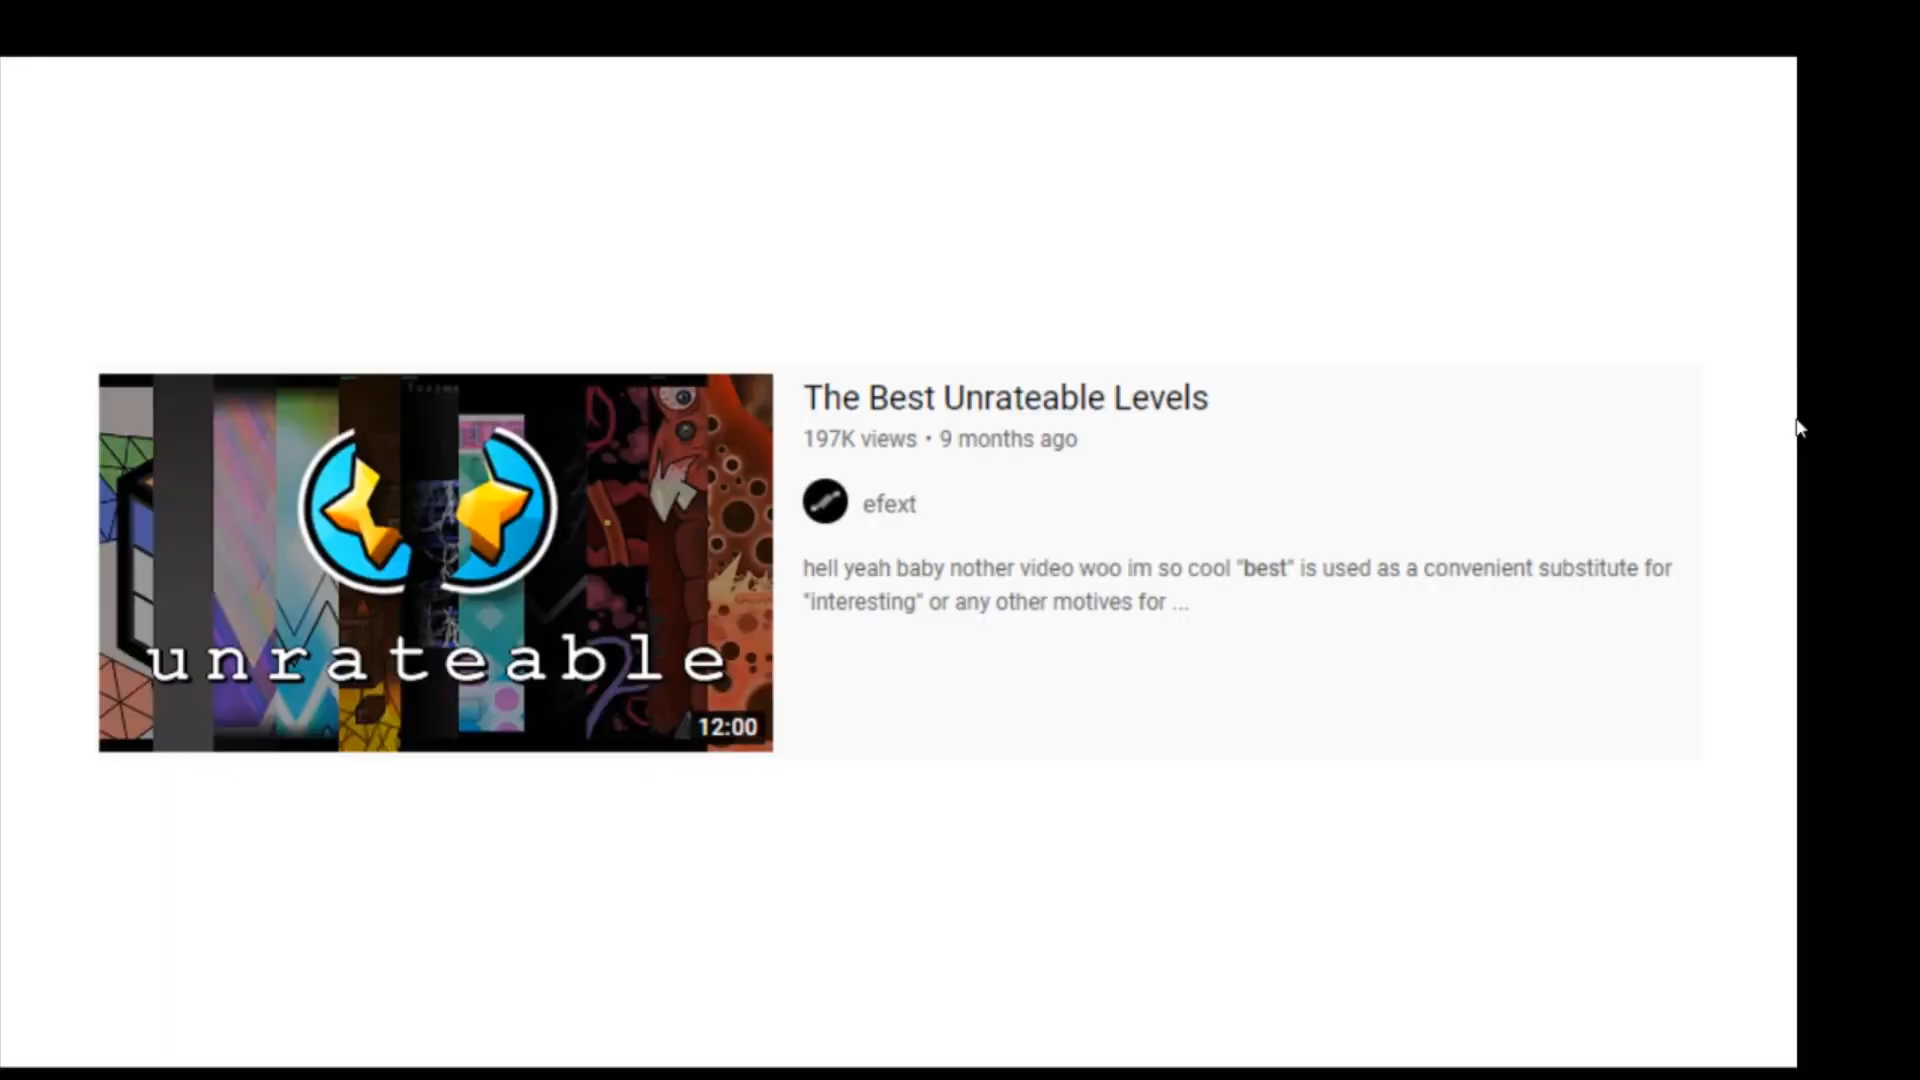 The Best Unrateable Levels
197K views • 9 months ago
efext
hell yeah baby nother video woo im so cool "best" is used as a convenient substitute for
"interesting" or any other motives for ...
unrateable
12:00